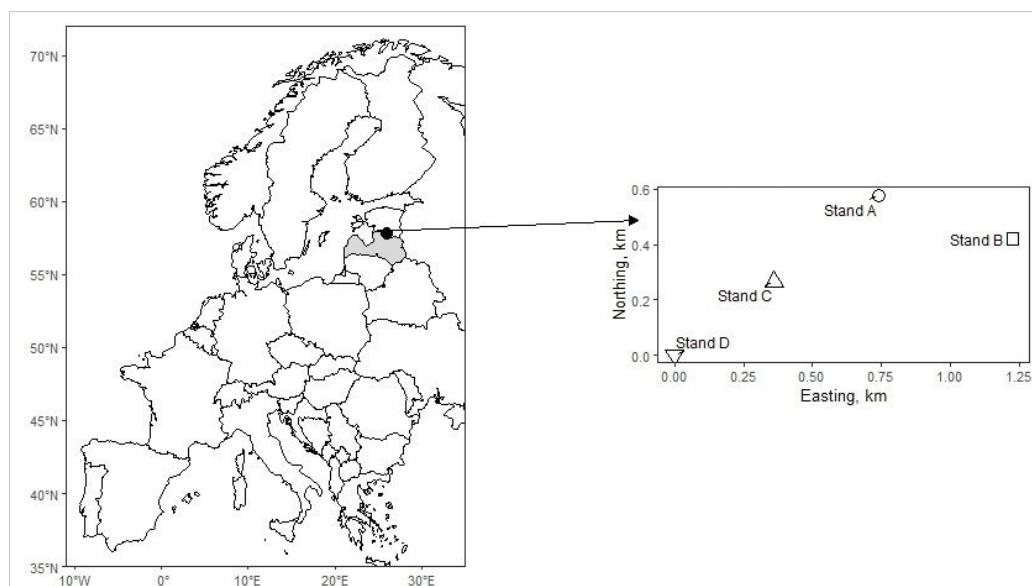 70°N
65°N
60°N
55°N
50°N
45°N
40°N
35°N
10°W 0° 10°E 20°E 30°E
Northing, km
0.6
0.4
0.2
0.0
Stand A
Stand B
Stand C
Stand D
0.00 0.25 0.50 0.75 1.00 1.25
Easting, km